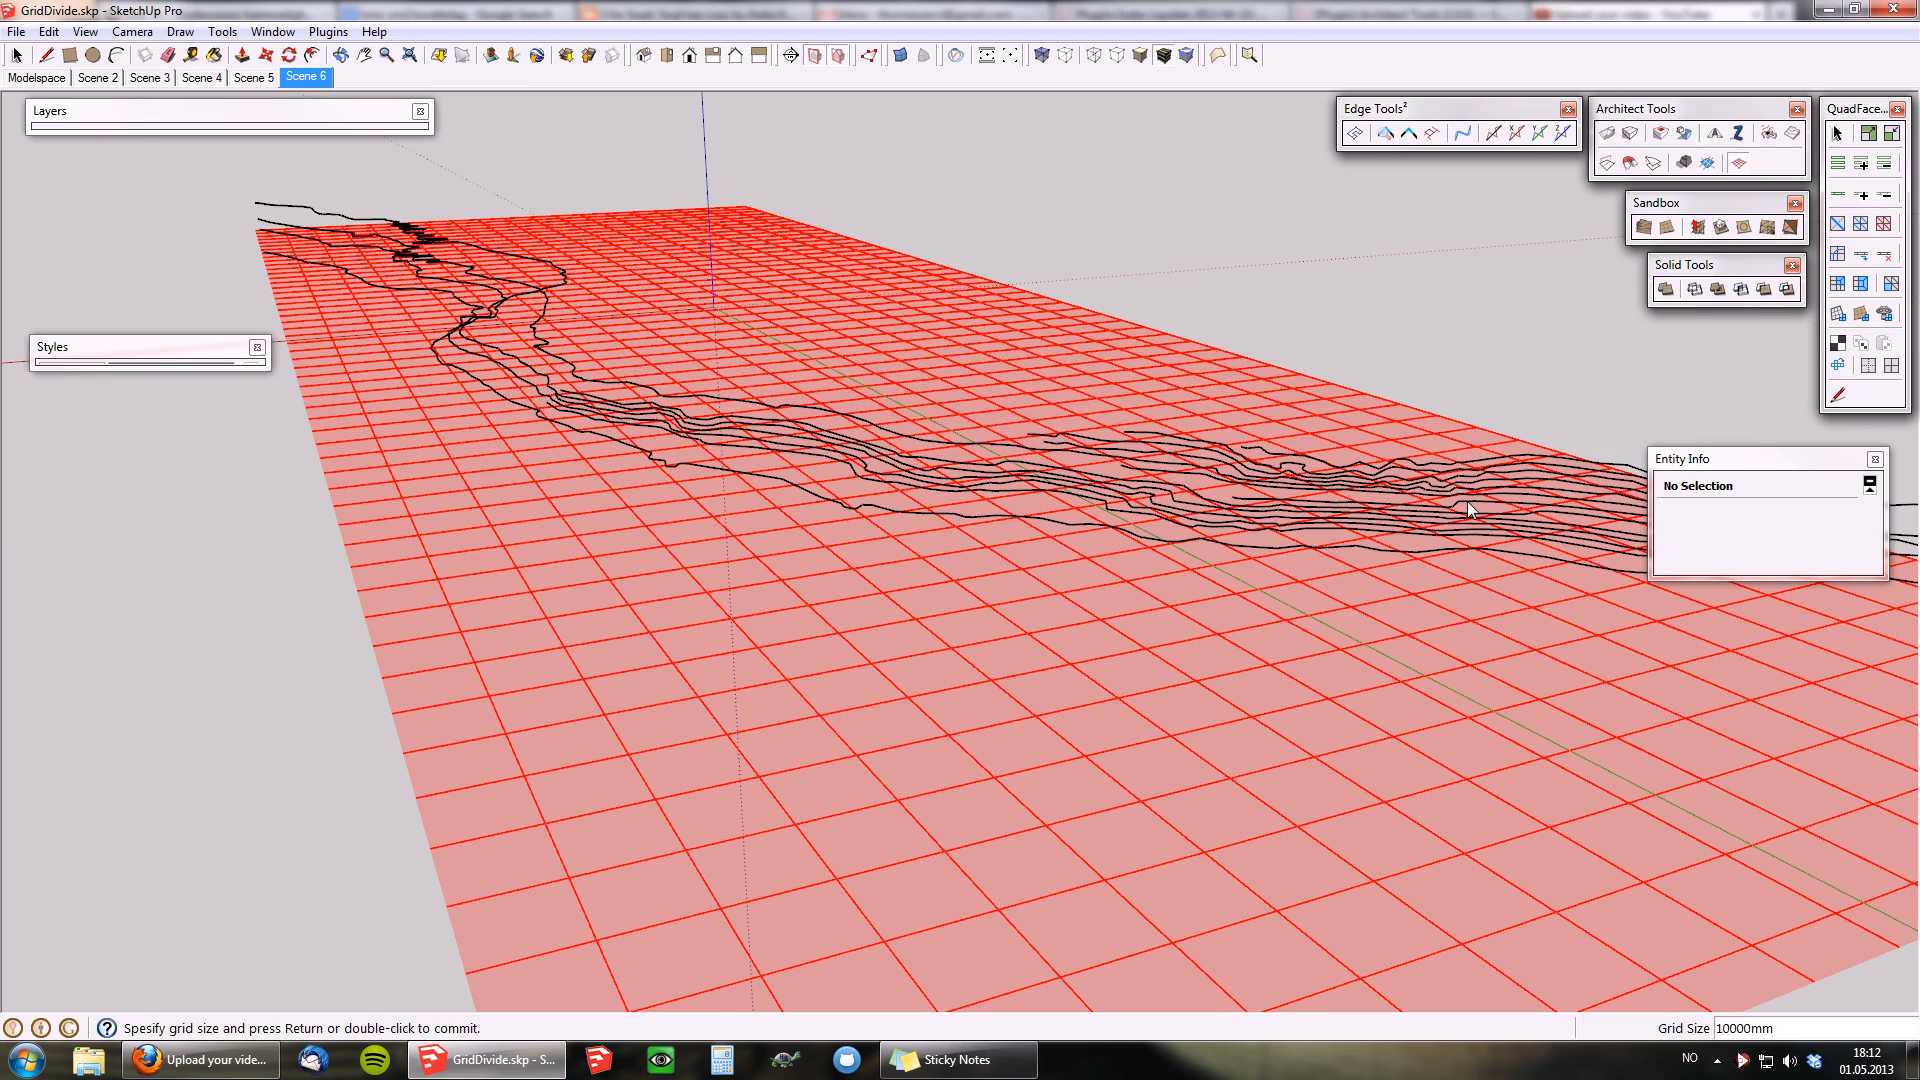 GridDivide.skp - SketchUp Pro
File Edit View Camera Draw Tools Window Plugins Help
Modelspace Scene 2 Scene 3 Scene 4 Scene 5 Scene 6
Layers
Edge Tools²
Architect Tools
QuadFace...
Sandbox
Solid Tools
Styles
Entity Info
No Selection
Spesify grid size and press Return or double-click to commit.
Grid Size 10000mm
Upload your vide...
GridDivide.skp - S...
Sticky Notes
NO
18:12
01.05.2013